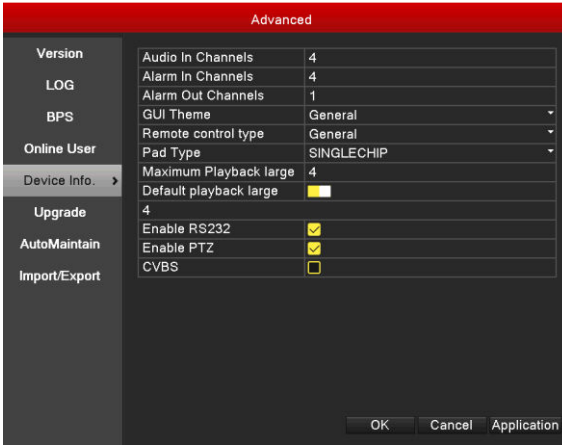 Advanced
Version
LOG
BPS
Online User
Device Info.
Upgrade
AutoMaintain
Import/Export
Audio In Channels 4
Alarm In Channels 4
Alarm Out Channels 1
GUI Theme General
Remote control type General
Pad Type SINGLECHIP
Maximum Playback large 4
Default playback large
4
Enable RS232
Enable PTZ
CVBS
OK Cancel Application